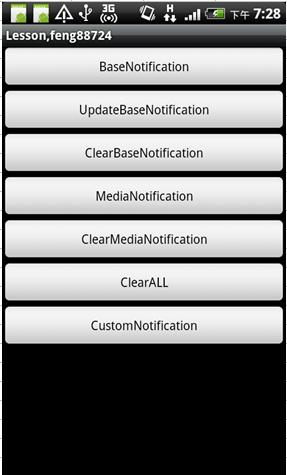 3G H 下午 7:28
Lesson,feng88724
BaseNotification
UpdateBaseNotification
ClearBaseNotification
MediaNotification
ClearMediaNotification
ClearALL
CustomNotification